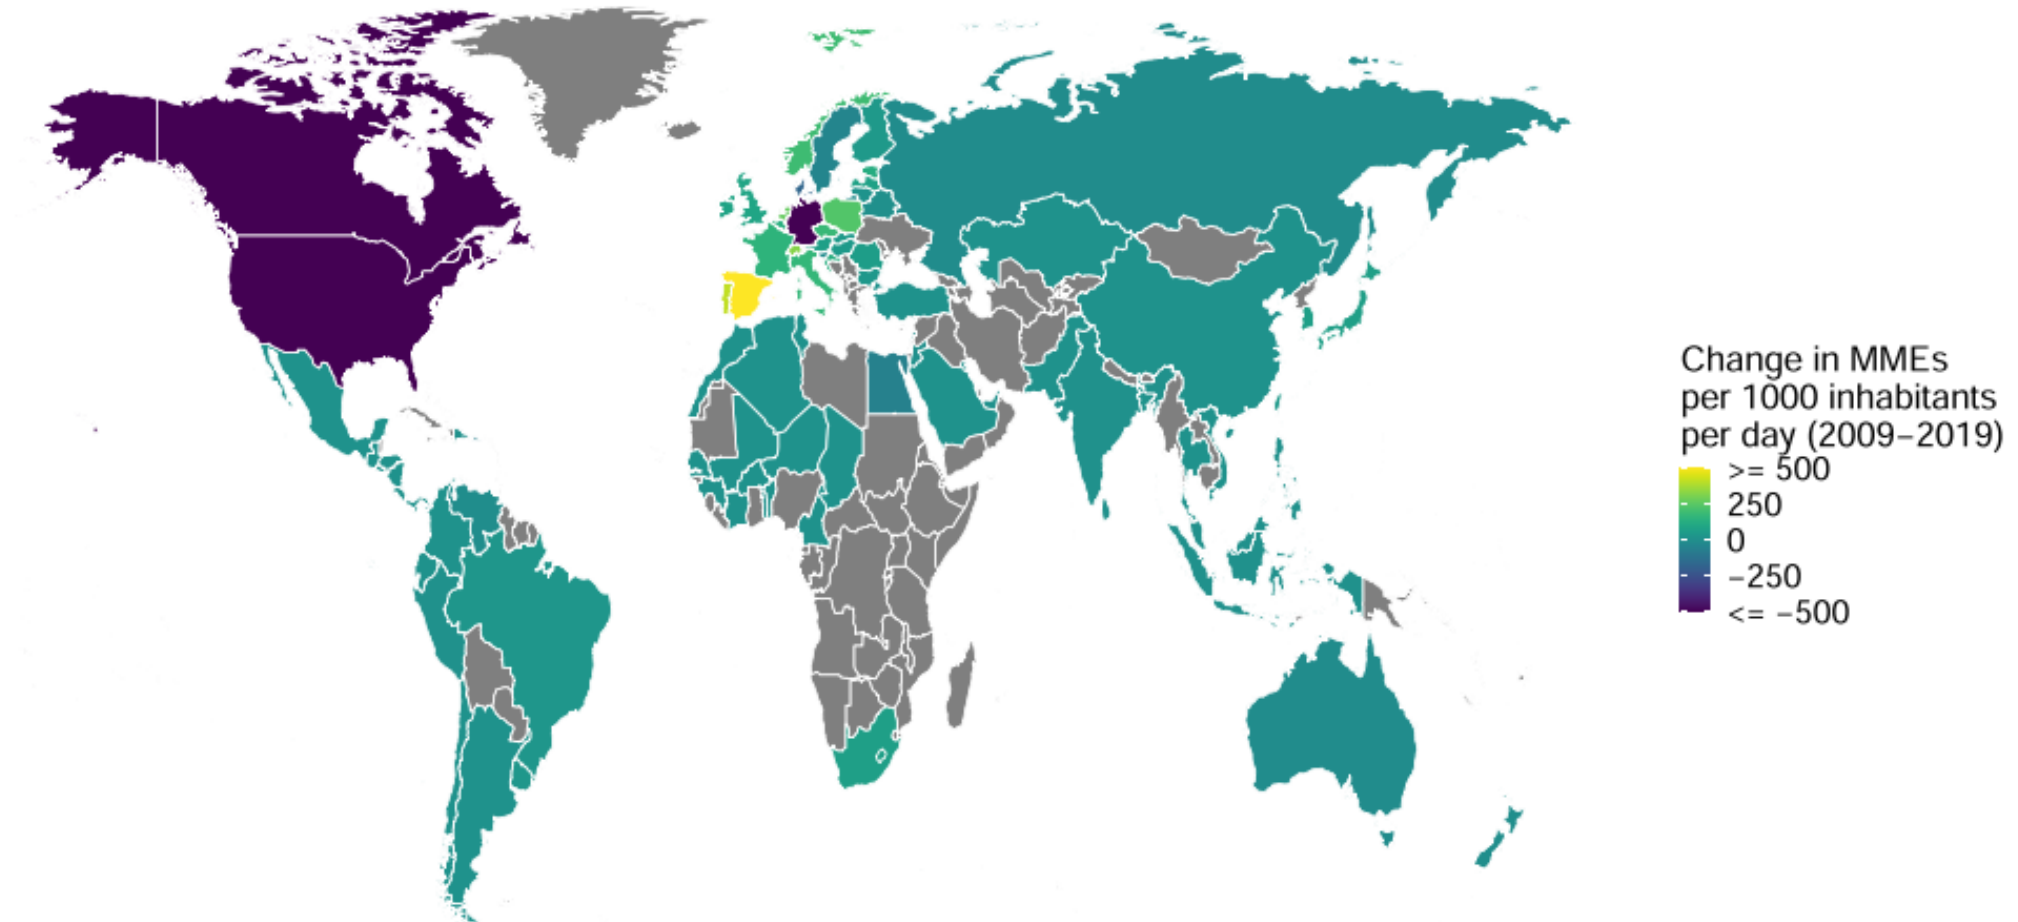 Change in MMEs
per 1000 inhabitants
per day (2009−2019)
>= 500
250
0
−250
<= −500